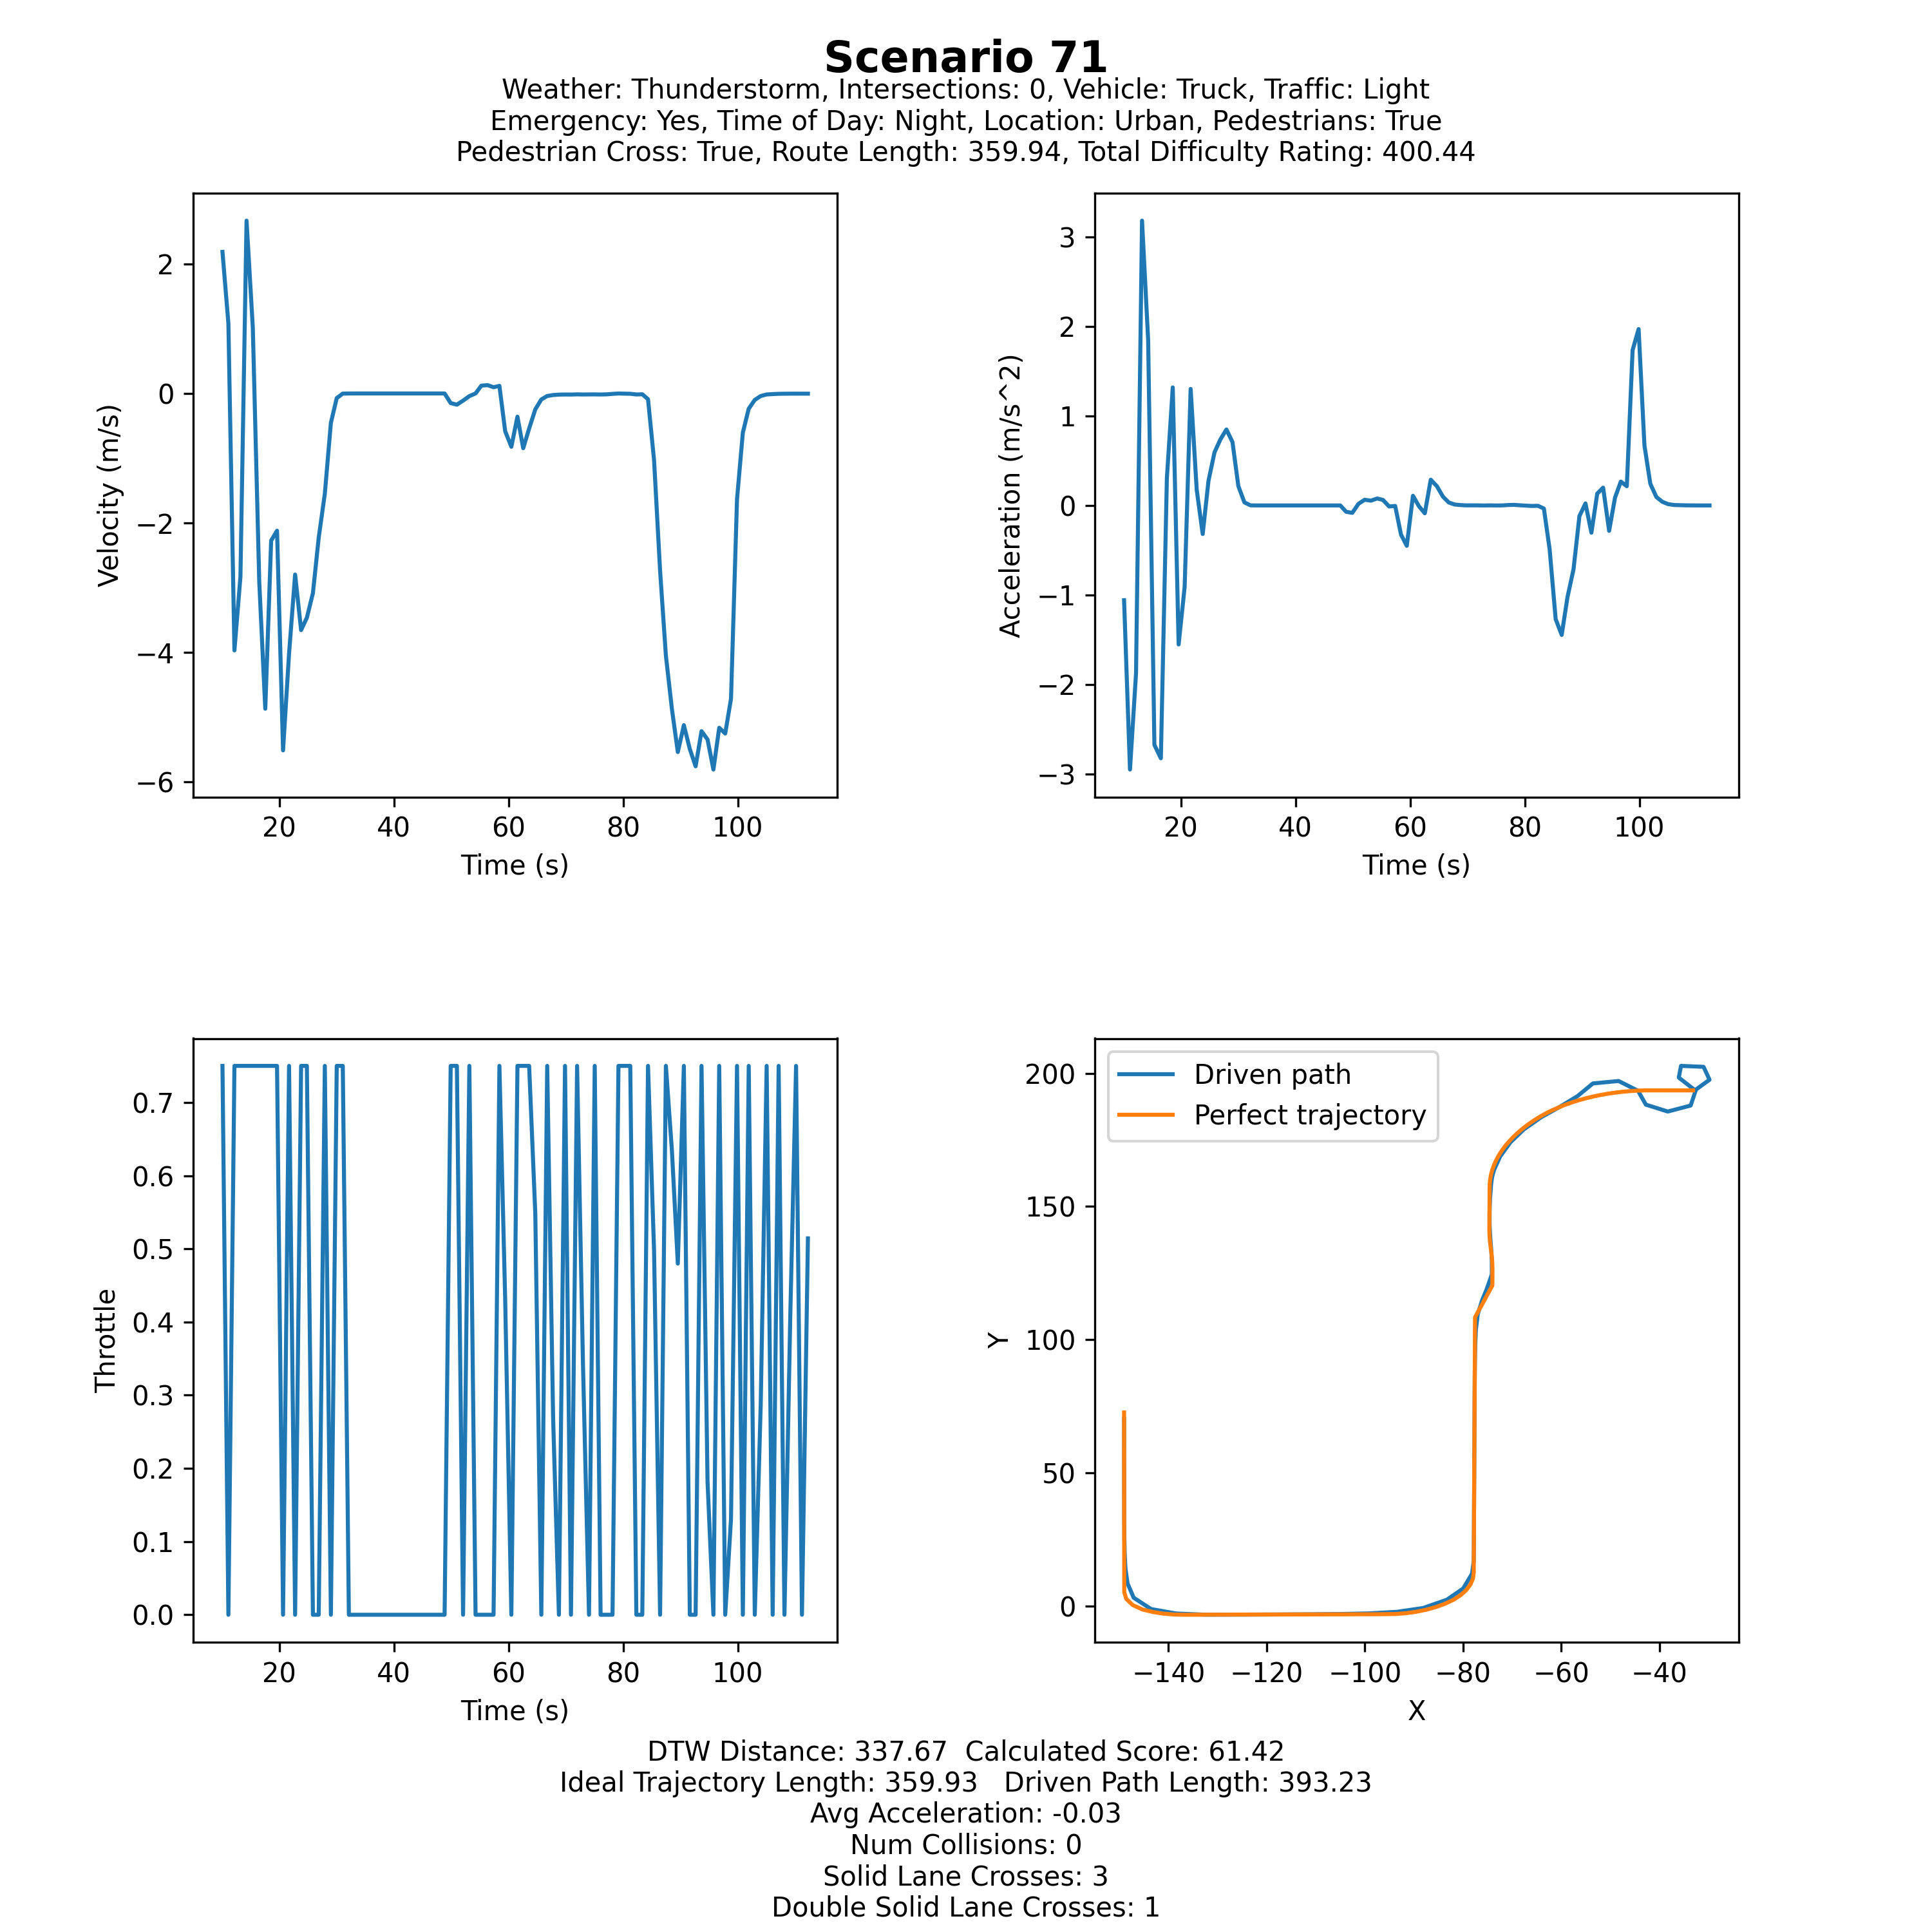 Scenario 71
Weather: Thunderstorm, Intersections: 0, Vehicle: Truck, Traffic: Light
Emergency: Yes, Time of Day: Night, Location: Urban, Pedestrians: True
Pedestrian Cross: True, Route Length: 359.94, Total Difficulty Rating: 400.44
2
0
−2
−4
−6
Velocity (m/s)
20 40 60 80 100
Time (s)
3
2
1
0
−1
−2
−3
Acceleration (m/s^2)
20 40 60 80 100
Time (s)
0.7
0.6
0.5
0.4
0.3
0.2
0.1
0.0
Throttle
20 40 60 80 100
Time (s)
Driven path
Perfect trajectory
200
150
100
50
0
Y
−140 −120 −100 −80 −60 −40
X
DTW Distance: 337.67  Calculated Score: 61.42
Ideal Trajectory Length: 359.93   Driven Path Length: 393.23
Avg Acceleration: -0.03
Num Collisions: 0
Solid Lane Crosses: 3
Double Solid Lane Crosses: 1